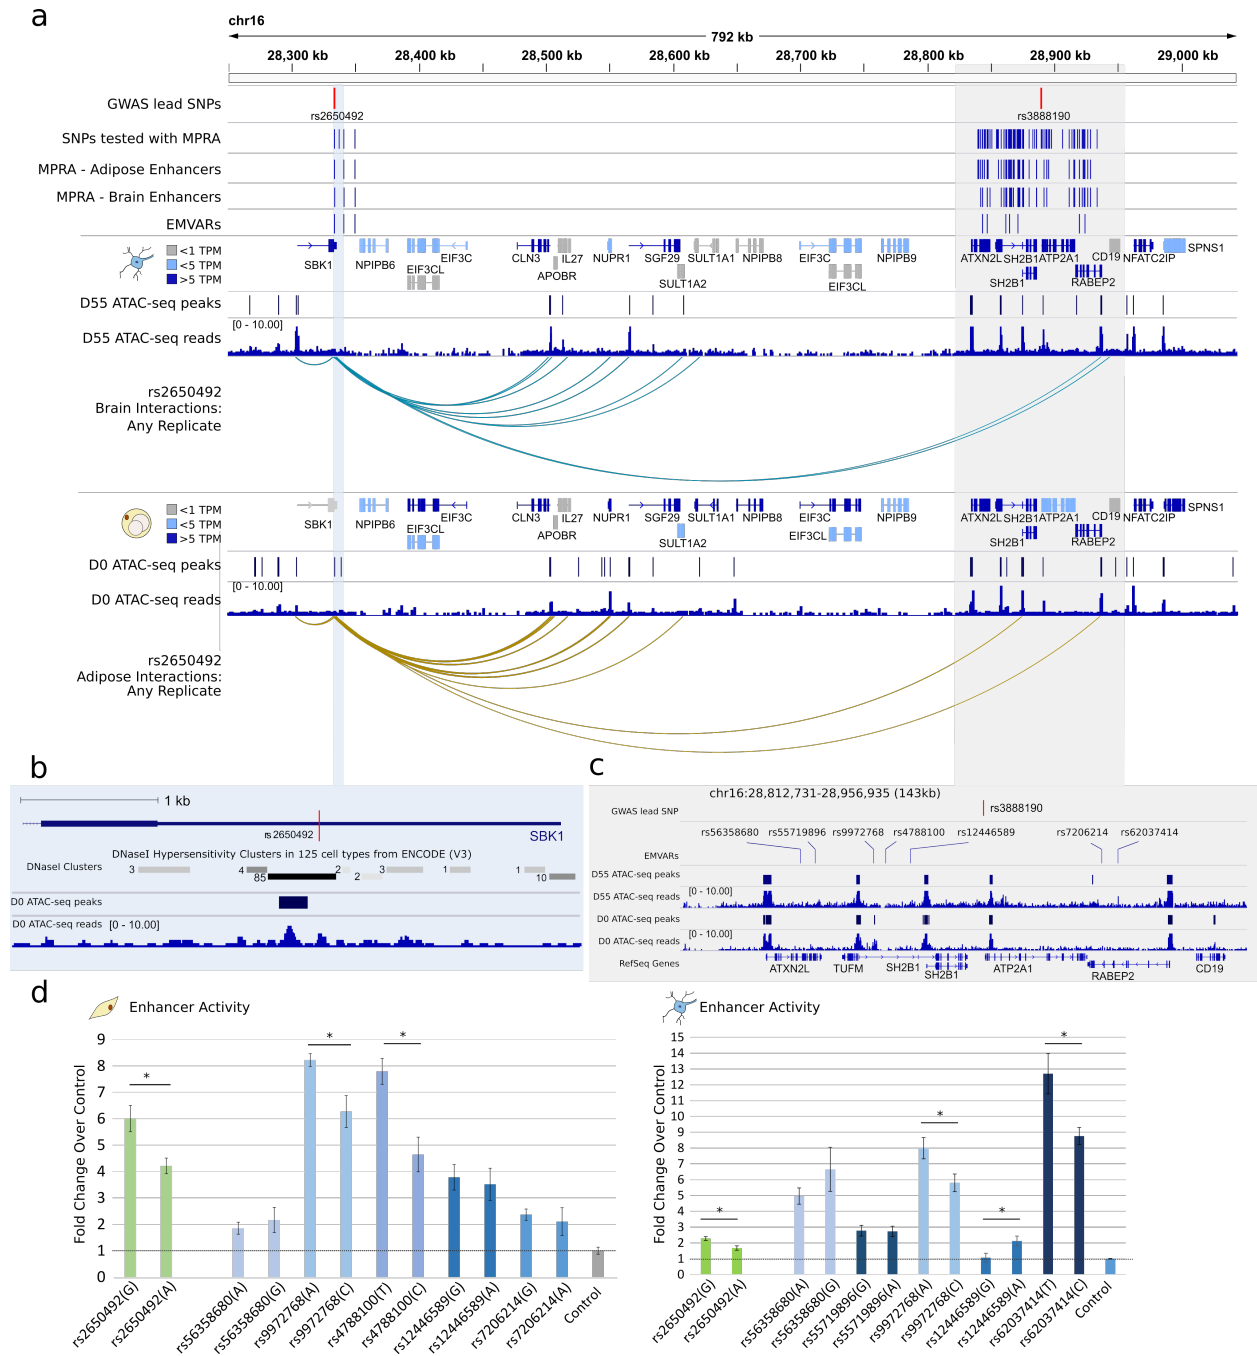 a
chr16
792 kb
28,300 kb 28,400 kb 28,500 kb 28,600 kb 28,700 kb 28,800 kb 28,900 kb 29,000 kb
GWAS lead SNPs
rs2650492 rs3888190
SNPs tested with MPRA
MPRA - Adipose Enhancers
MPRA - Brain Enhancers
EMVARs
<1 TPM
<5 TPM
>5 TPM
SBK1 NPIPB6 EIF3CL EIF3C CLN3 APOBR IL27 NUPR1 SGF29 SULT1A2 SULT1A1 NPIPB8 EIF3C EIF3CL NPIPB9 ATXN2L SH2B1 SH2B1 ATP2A1 RABEP2 CD19 NFATC2IP SPNS1
D55 ATAC-seq peaks
[0 - 10.00]
D55 ATAC-seq reads
rs2650492
Brain Interactions:
Any Replicate
<1 TPM
<5 TPM
>5 TPM
SBK1 NPIPB6 EIF3CL EIF3C CLN3 APOBR IL27 NUPR1 SGF29 SULT1A2 SULT1A1 NPIPB8 EIF3C EIF3CL NPIPB9 ATXN2L SH2B1 SH2B1 ATP2A1 RABEP2 CD19 NFATC2IP SPNS1
D0 ATAC-seq peaks
[0 - 10.00]
D0 ATAC-seq reads
rs2650492
Adipose Interactions:
Any Replicate
b
1 kb
rs2650492 SBK1
DNaseI Hypersensitivity Clusters in 125 cell types from ENCODE (V3)
DNaseI Clusters 3 4 85 2 2 3 1 1 10
D0 ATAC-seq peaks
D0 ATAC-seq reads [0 - 10.00]
c
chr16:28,812,731-28,956,935 (143kb)
GWAS lead SNP rs3888190
rs56358680 rs55719896 rs9972768 rs4788100 rs12446589 rs7206214 rs62037414
EMVARs
D55 ATAC-seq peaks
D55 ATAC-seq reads [0 - 10.00]
D0 ATAC-seq peaks
D0 ATAC-seq reads [0 - 10.00]
RefSeq Genes
ATXN2L TUFM SH2B1 SH2B1 ATP2A1 RABEP2 CD19
d
Enhancer Activity
Fold Change Over Control
9
8
7
6
5
4
3
2
1
0
* * *
rs2650492(G) rs2650492(A) rs56358680(A) rs56358680(G) rs9972768(A) rs9972768(C) rs4788100(T) rs4788100(C) rs12446589(G) rs12446589(A) rs7206214(G) rs7206214(A) Control
Enhancer Activity
Fold Change Over Control
15
14
13
12
11
10
9
8
7
6
5
4
3
2
1
0
* * * *
rs2650492(G) rs2650492(A) rs56358680(A) rs56358680(G) rs55719896(G) rs55719896(A) rs9972768(A) rs9972768(C) rs12446589(G) rs12446589(A) rs62037414(T) rs62037414(C) Control